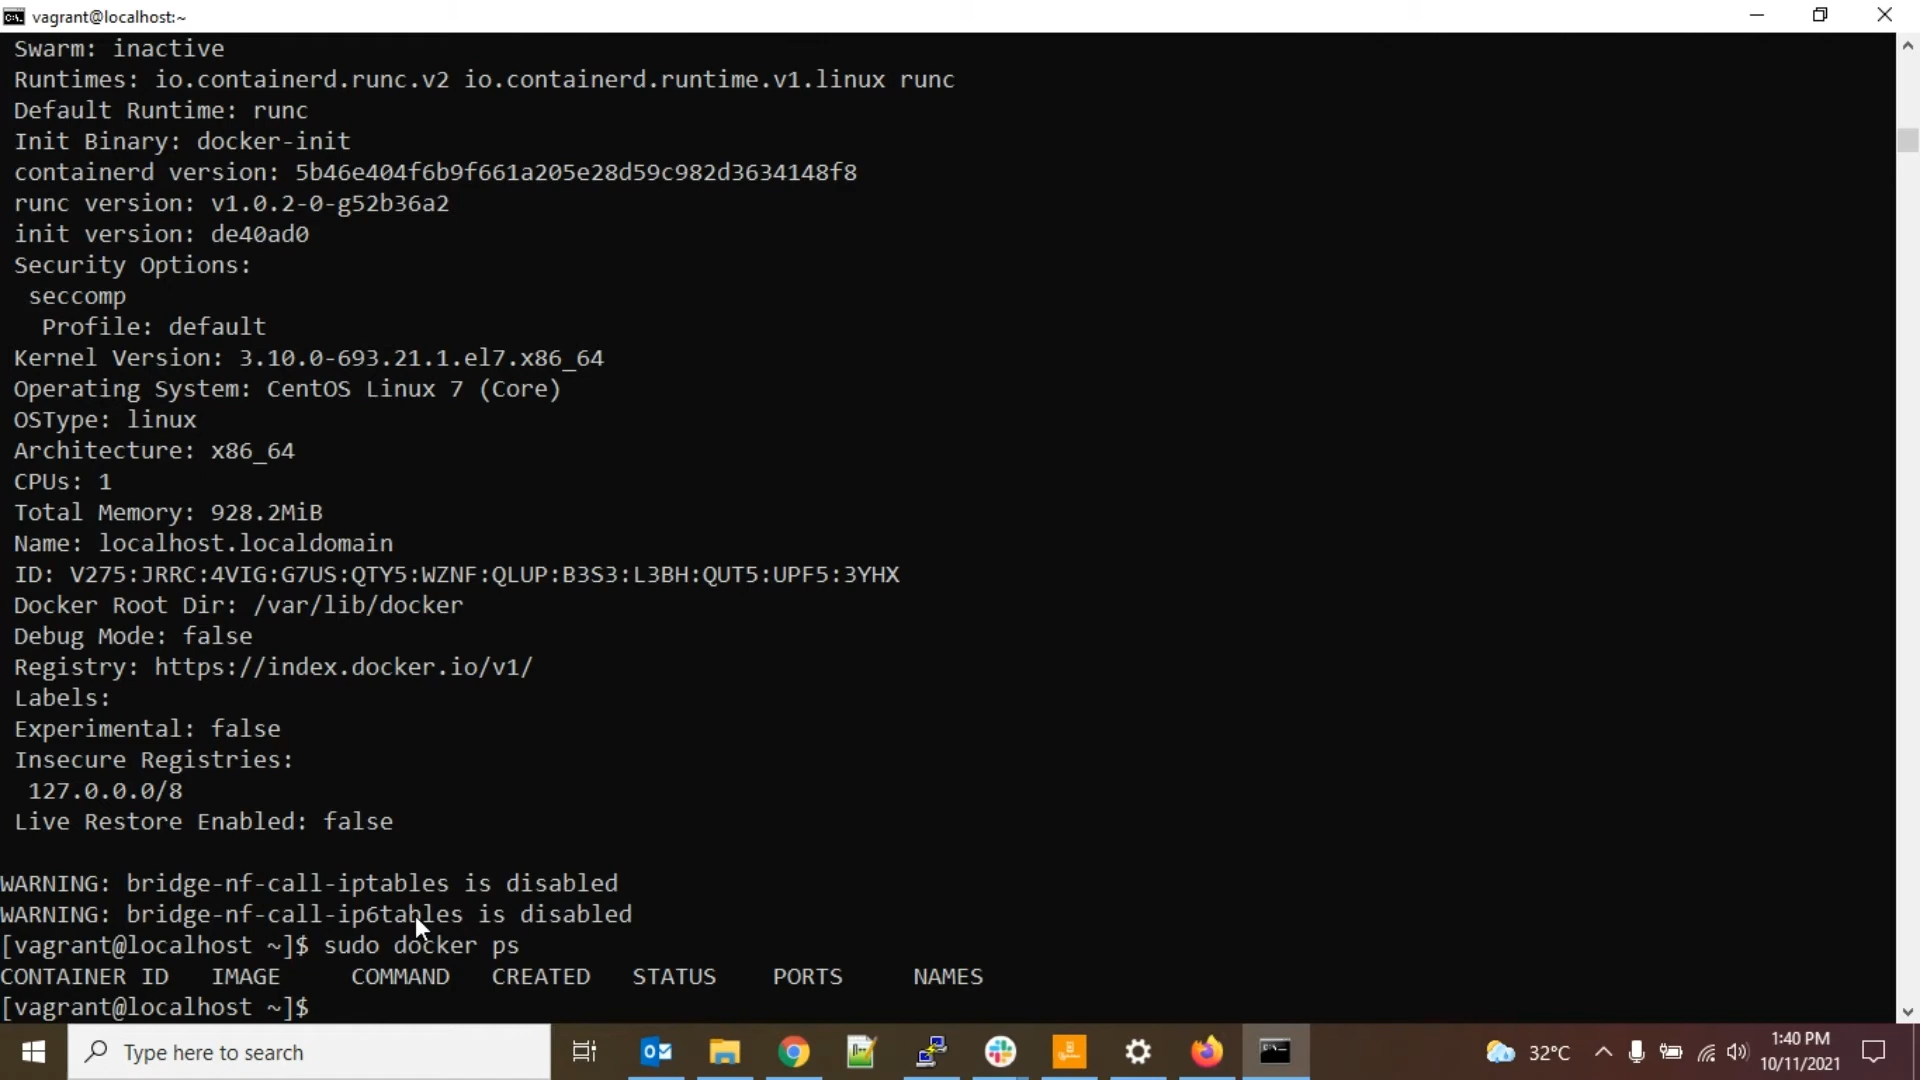 vagrant@localhost:~
Swarm: inactive
Runtimes: io.containerd.runc.v2 io.containerd.runtime.v1.linux runc
Default Runtime: runc
Init Binary: docker-init
containerd version: 5b46e404f6b9f661a205e28d59c982d3634148f8
runc version: v1.0.2-0-g52b36a2
init version: de40ad0
Security Options:
seccomp
Profile: default
Kernel Version: 3.10.0-693.21.1.el7.x86_64
Operating System: CentOS Linux 7 (Core)
OSType: linux
Architecture: x86_64
CPUs: 1
Total Memory: 928.2MiB
Name: localhost.localdomain
ID: V275:JRRC:4VIG:G7US:QTY5:WZNF:QLUP:B3S3:L3BH:QUT5:UPF5:3YHX
Docker Root Dir: /var/lib/docker
Debug Mode: false
Registry: https://index.docker.io/v1/
Labels:
Experimental: false
Insecure Registries:
127.0.0.0/8
Live Restore Enabled: false
WARNING: bridge-nf-call-iptables is disabled
WARNING: bridge-nf-call-ip6tables is disabled
[vagrant@localhost ~]$ sudo docker ps
CONTAINER ID IMAGE COMMAND CREATED STATUS PORTS NAMES
[vagrant@localhost ~]$
Type here to search
32°C
1:40 PM
10/11/2021